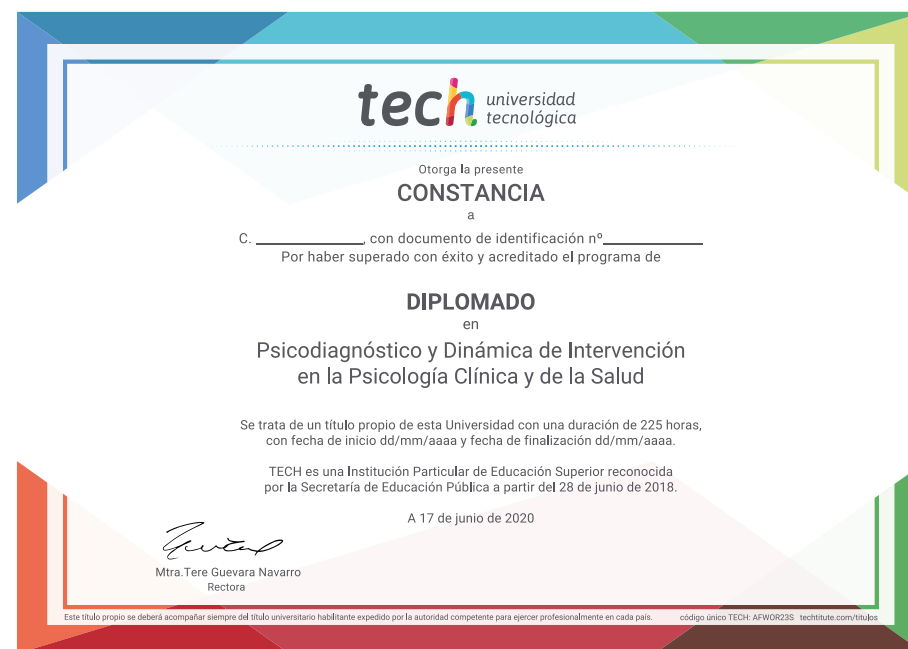 tech universidad
tecnológica
Otorga la presente
CONSTANCIA
a
C. ____________, con documento de identificación nº____________
Por haber superado con éxito y acreditado el programa de
DIPLOMADO
en
Psicodiagnóstico y Dinámica de Intervención
en la Psicología Clínica y de la Salud
Se trata de un título propio de esta Universidad con una duración de 225 horas,
con fecha de inicio dd/mm/aaaa y fecha de finalización dd/mm/aaaa.
TECH es una Institución Particular de Educación Superior reconocida
por la Secretaría de Educación Pública a partir del 28 de junio de 2018.
A 17 de junio de 2020
Mtra.Tere Guevara Navarro
Rectora
Este título propio se deberá acompañar siempre del título universitario habilitante expedido por la autoridad competente para ejercer profesionalmente en cada país. código único TECH: AFWOR23S techtitute.com/titulos